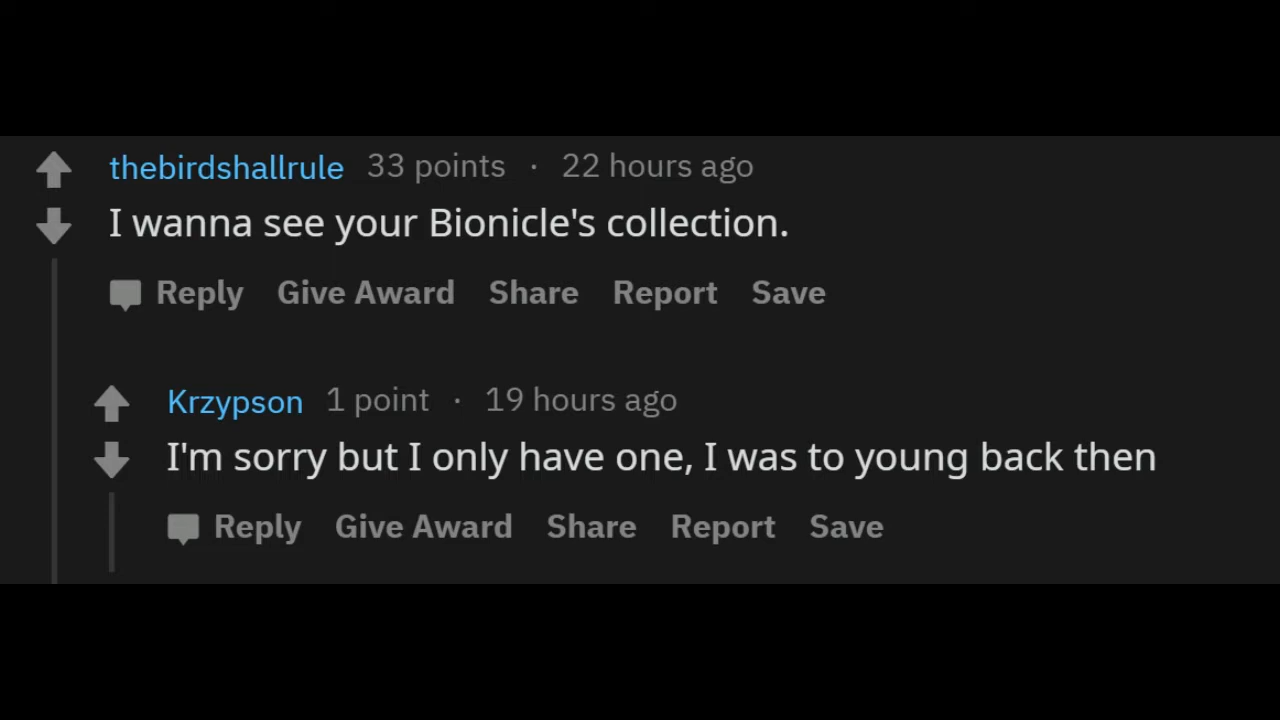 thebirdshallrule 33 points · 22 hours ago
I wanna see your Bionicle's collection.
Reply Give Award Share Report Save
Krzypson 1 point · 19 hours ago
I'm sorry but I only have one, I was to young back then
Reply Give Award Share Report Save